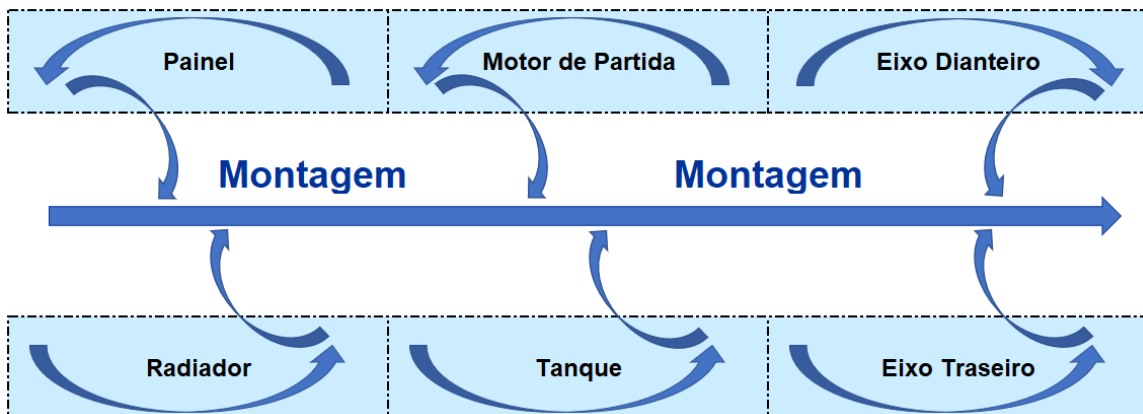 Painel
Motor de Partida
Eixo Dianteiro
Montagem
Montagem
Radiador
Tanque
Eixo Traseiro